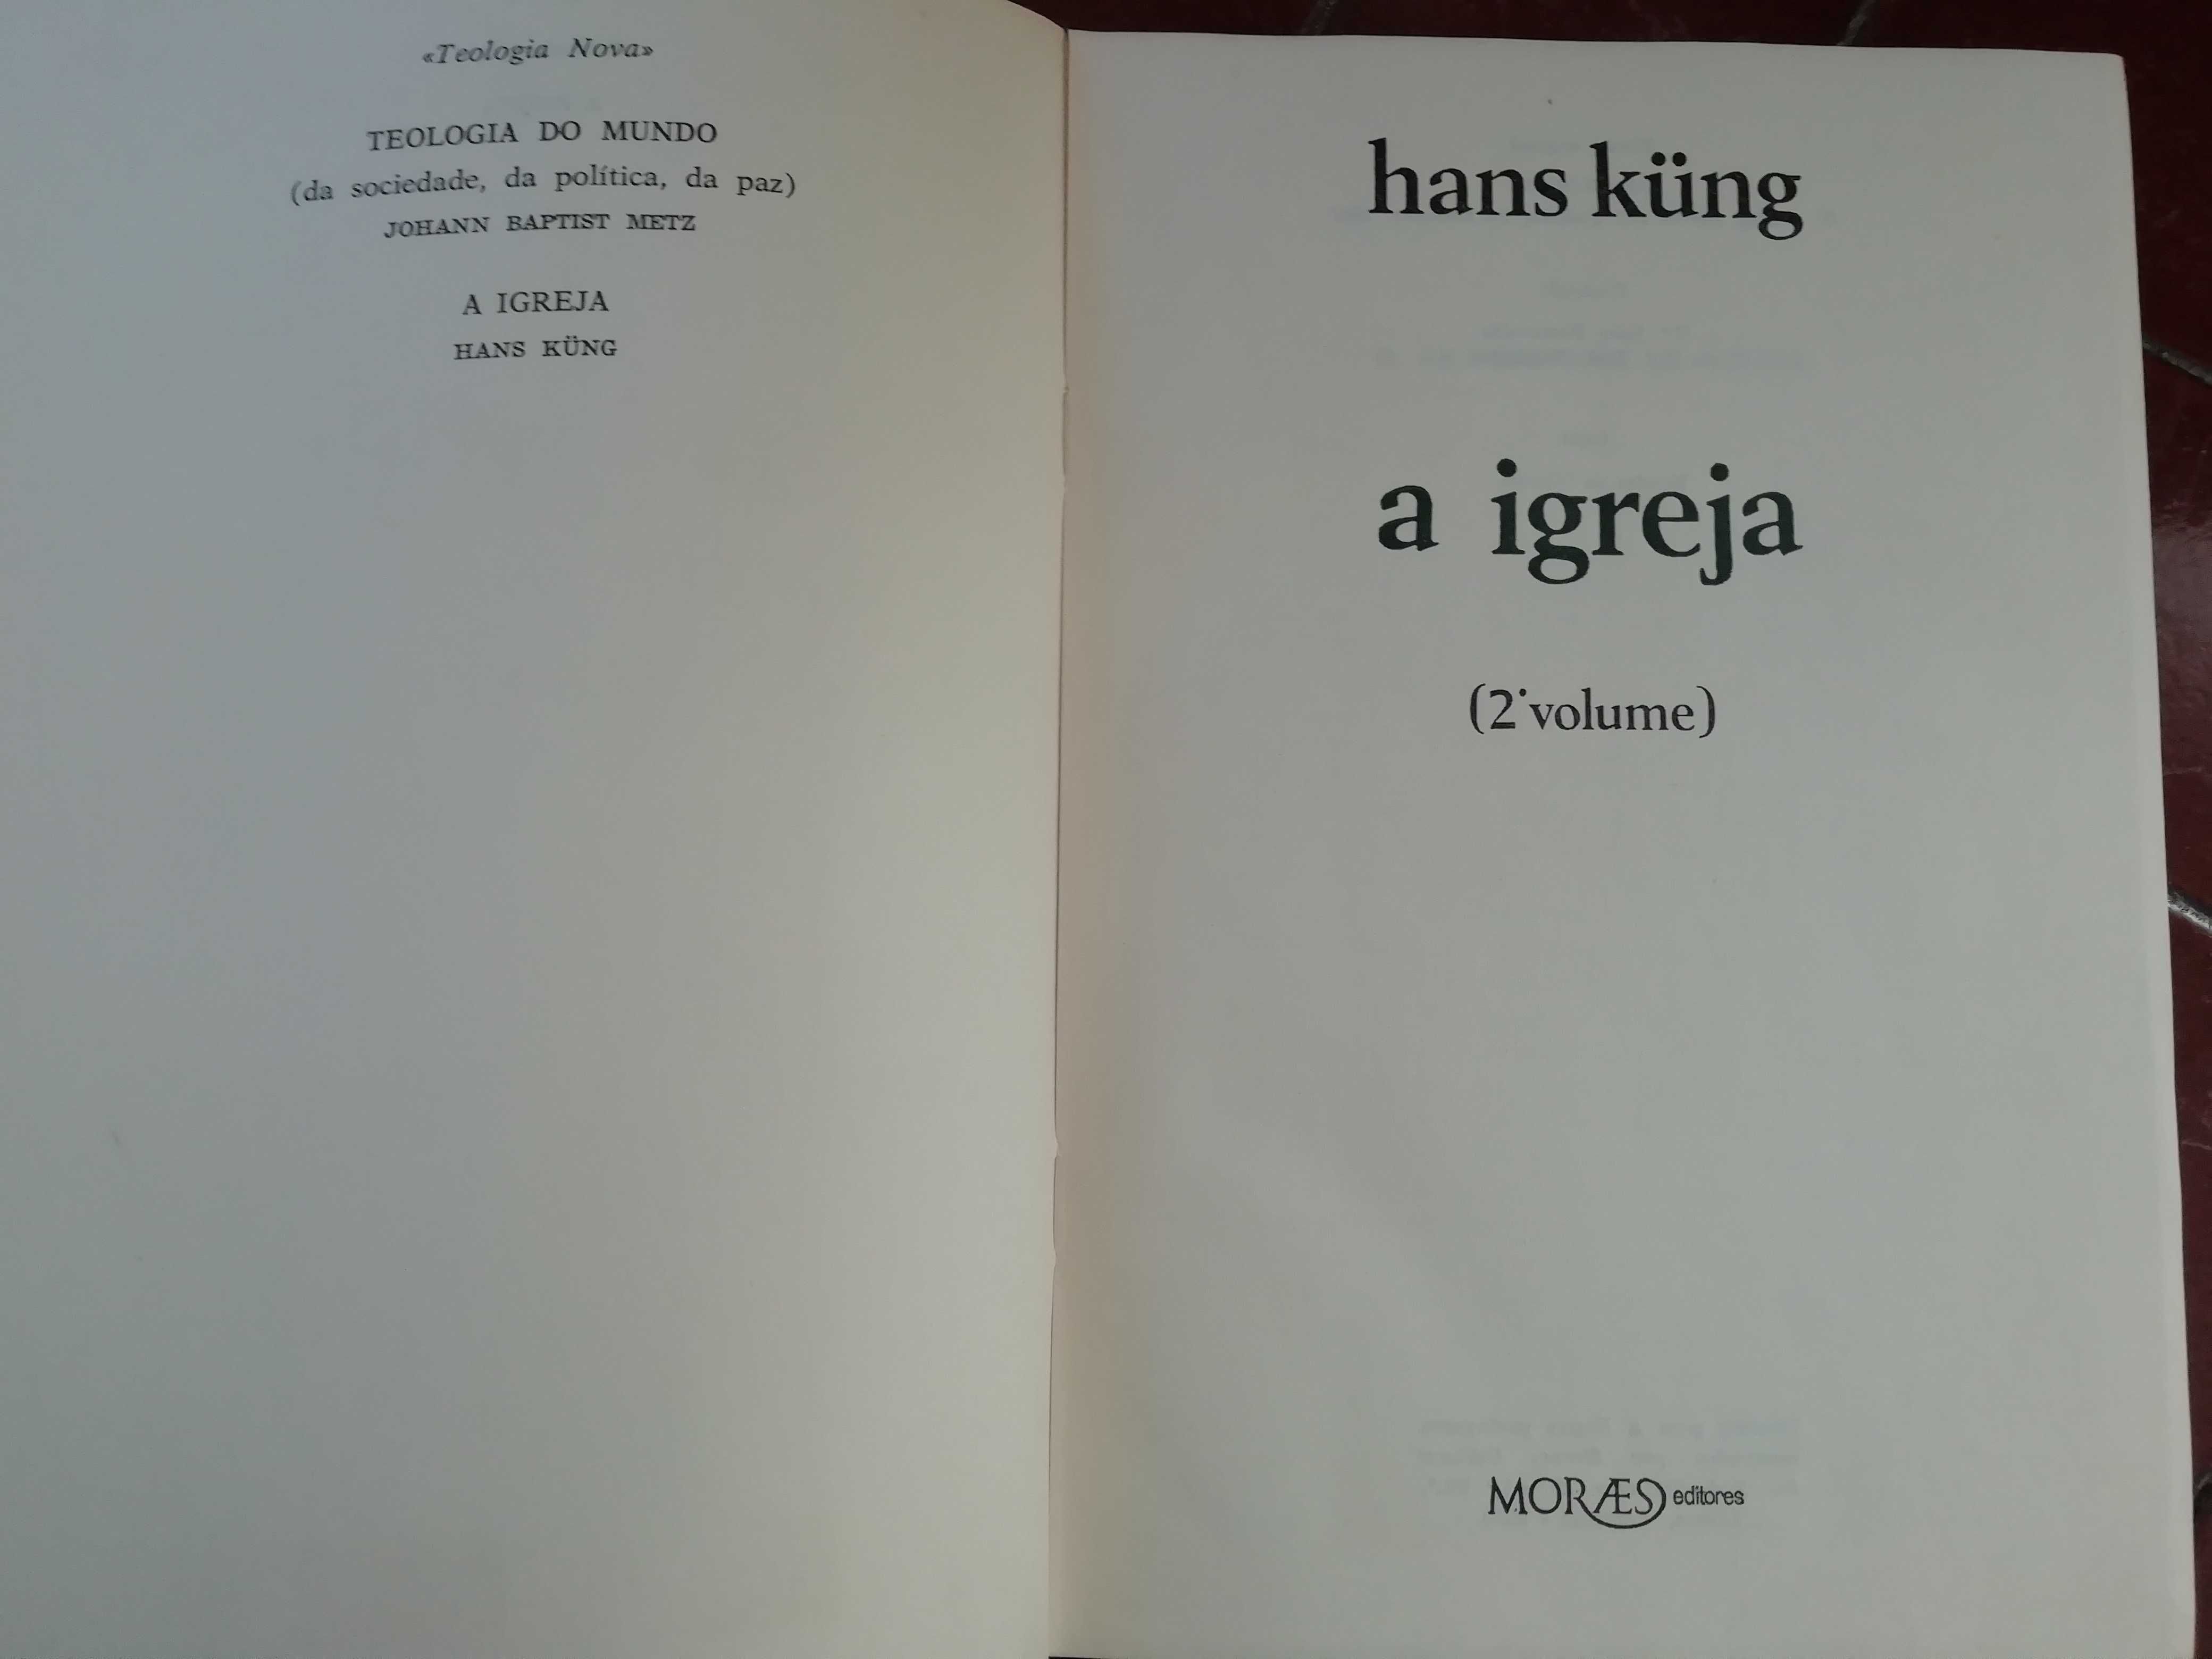 «Teologia Nova»
TEOLOGIA DO MUNDO
(da sociedade, da política, da paz)
JOHANN BAPTIST METZ
A IGREJA
HANS KÜNG
hans küng
a igreja
(2.º volume)
MORÆS editores